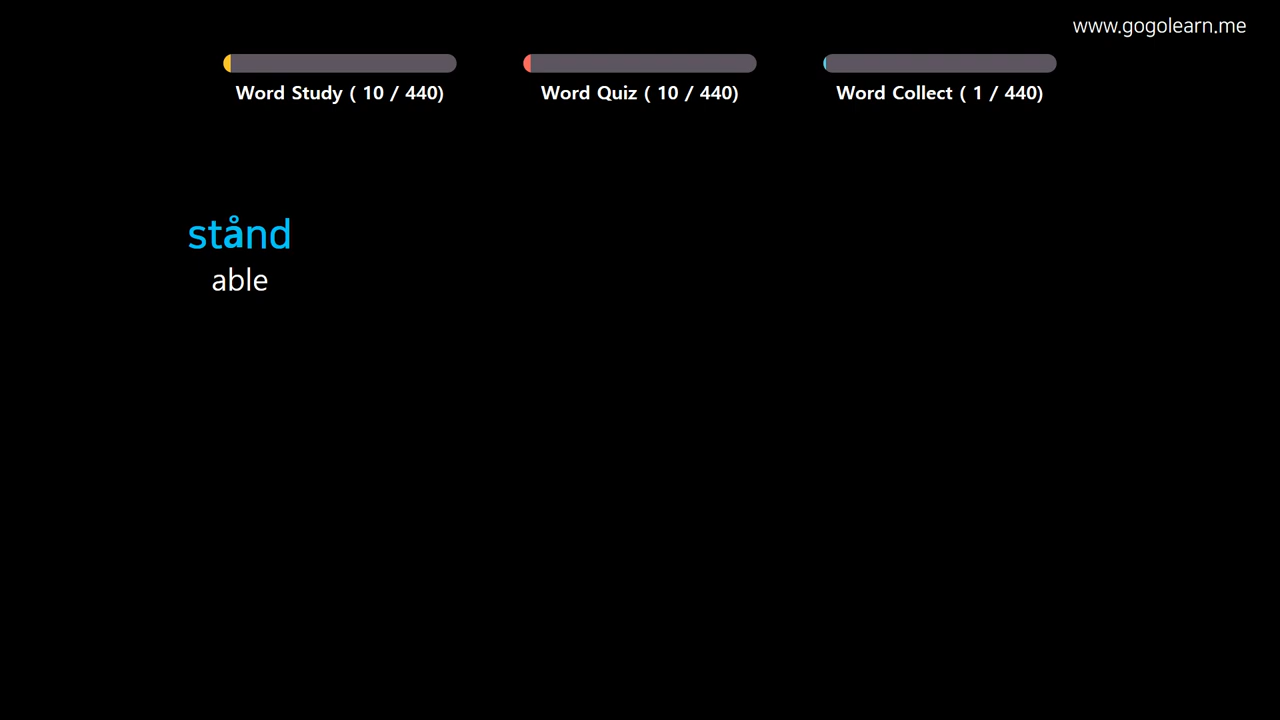 www.gogolearn.me
Word Study ( 10 / 440)
Word Quiz ( 10 / 440)
Word Collect ( 1 / 440)
stånd
able